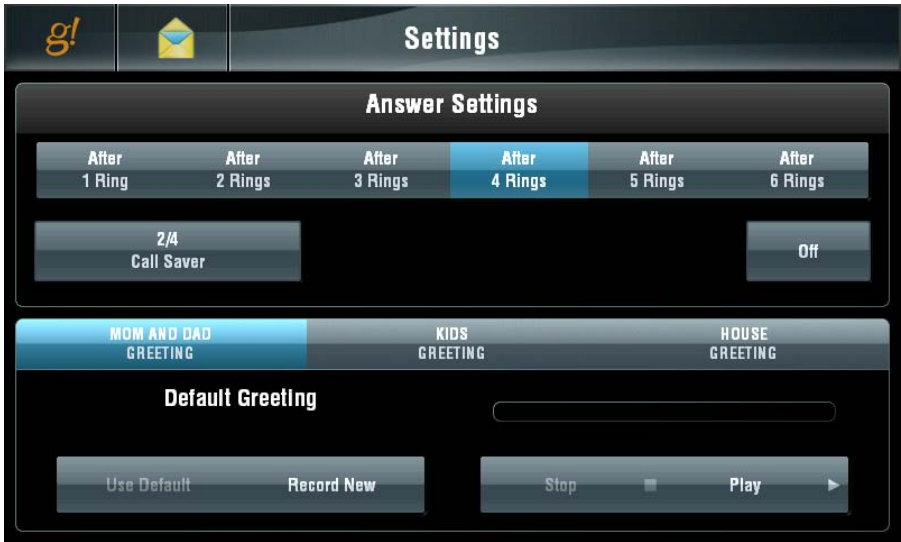 g!
Settings
Answer Settings
After After After After After After
1 Ring 2 Rings 3 Rings 4 Rings 5 Rings 6 Rings
2/4
Call Saver
Off
MOM AND DAD
GREETING
KIDS
GREETING
HOUSE
GREETING
Default Greeting
Use Default Record New Stop Play